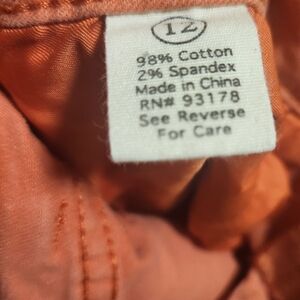 12
98% Cotton
2% Spandex
Made in China
RN# 93178
See Reverse
For Care